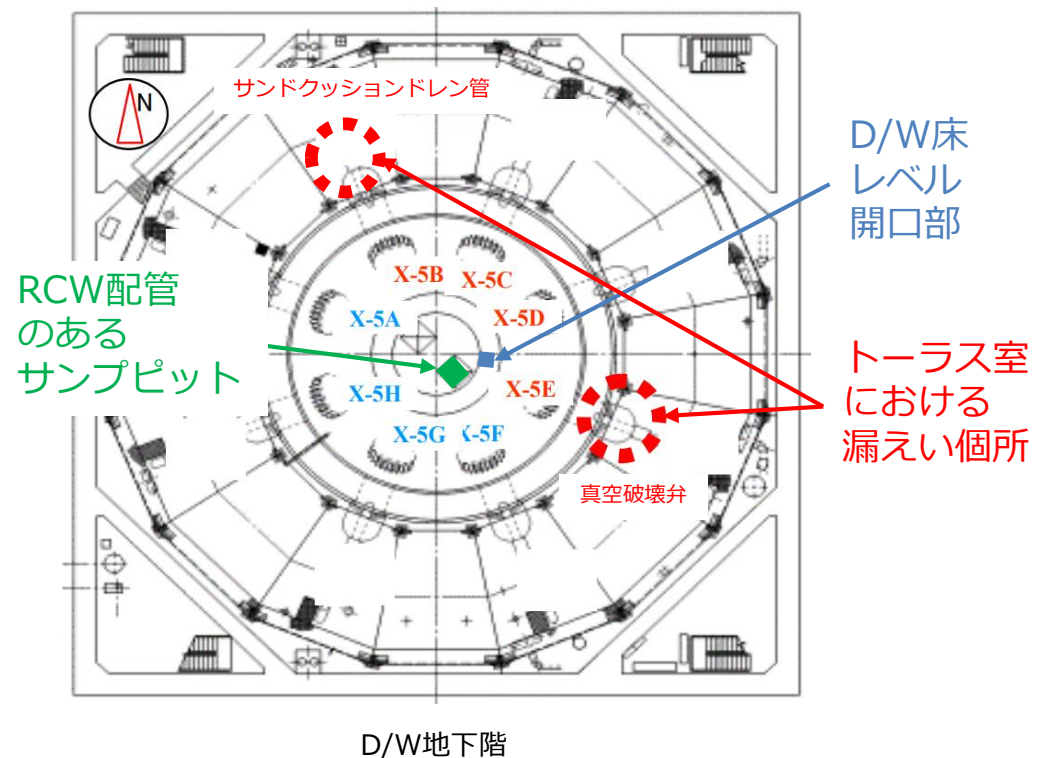 サンドクッションドレン管
N
D/W床
レベル
開口部
X-5B
X-5C
RCW配管
のある
サンプピット
X-5A
X-5D
トーラス室
における
漏えい個所
X-5H
X-5E
X-5G
X-5F
真空破壊弁
D/W地下階